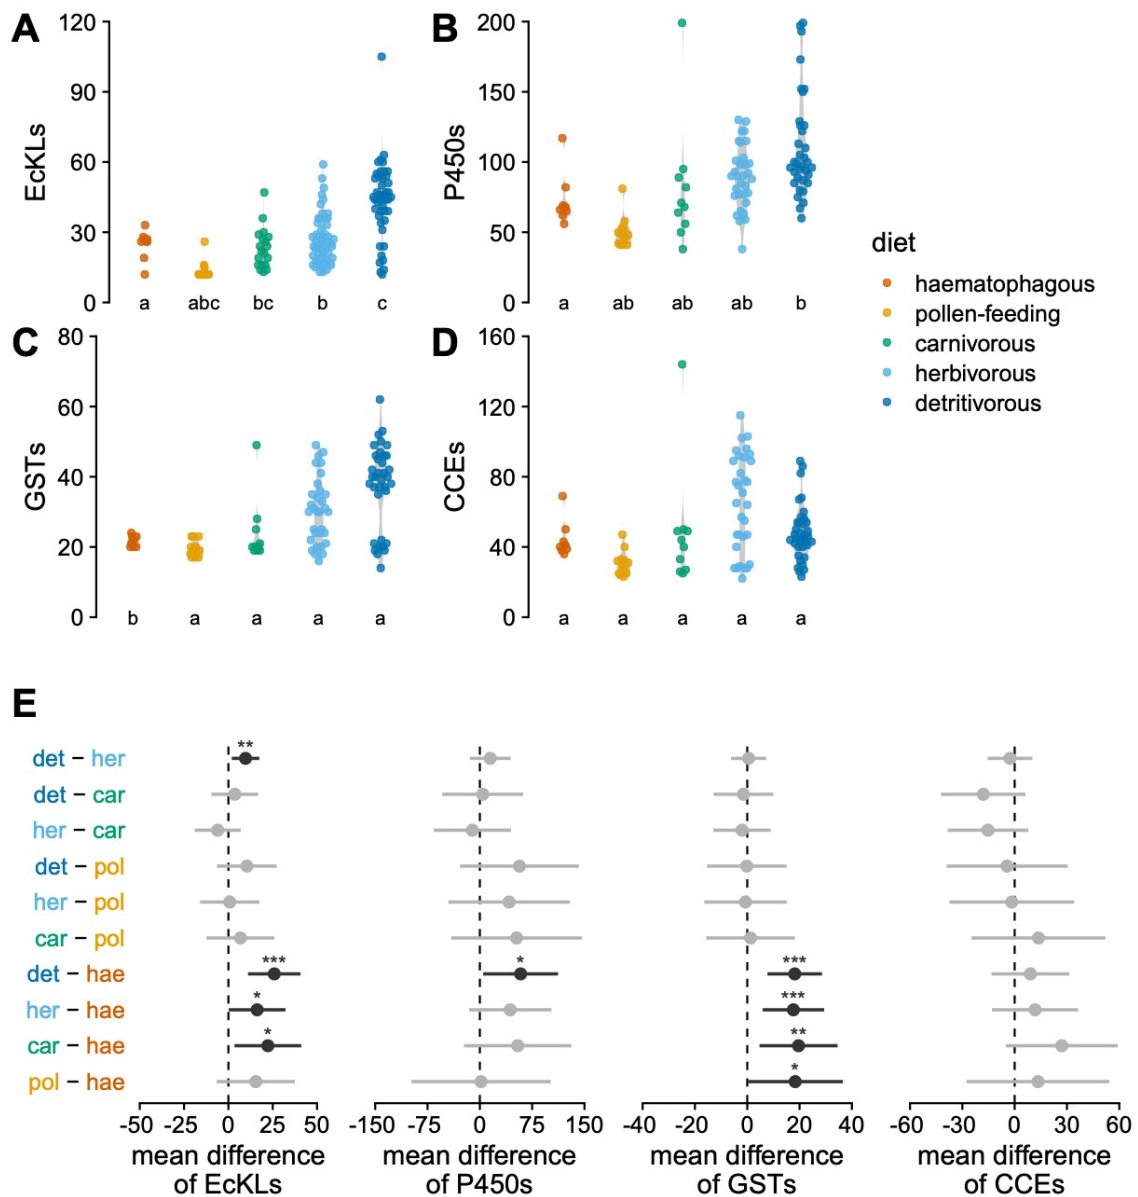 A
120
90
60
30
0
EcKLs
a abc bc b c
B
200
150
100
50
0
P450s
a ab ab ab b
diet
haematophagous
pollen-feeding
carnivorous
herbivorous
detritivorous
C
80
60
40
20
0
GSTs
b a a a a
D
160
120
80
40
0
CCEs
a a a a a
E
det – her
det – car
her – car
det – pol
her – pol
car – pol
det – hae
her – hae
car – hae
pol – hae
**
***
*
*
*
***
***
**
*
-50 -25 0 25 50
mean difference
of EcKLs
-150 -75 0 75 150
mean difference
of P450s
-40 -20 0 20 40
mean difference
of GSTs
-60 -30 0 30 60
mean difference
of CCEs